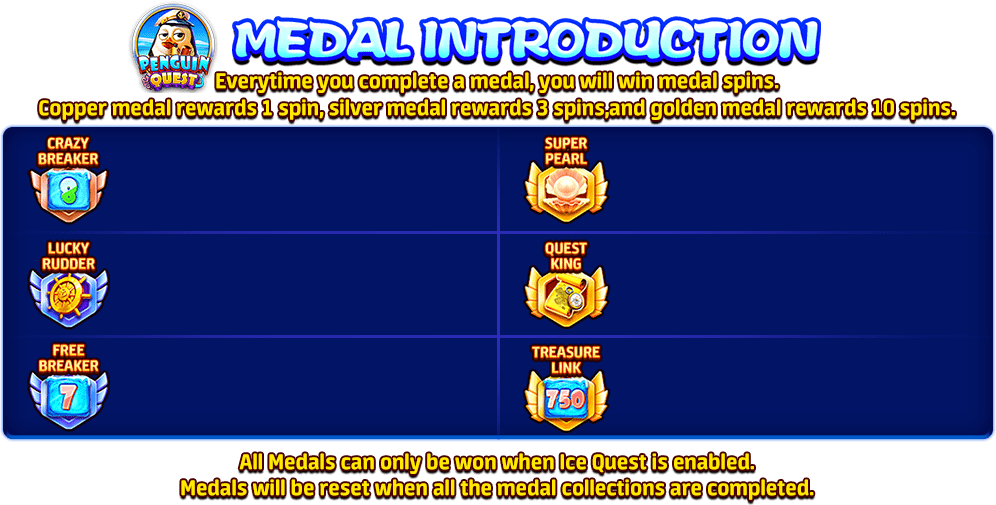 PENGUIN
QUEST
MEDAL INTRODUCTION
Everytime you complete a medal, you will win medal spins.
Copper medal rewards 1 spin, silver medal rewards 3 spins,and golden medal rewards 10 spins.
CRAZY
BREAKER
8
SUPER
PEARL
LUCKY
RUDDER
QUEST
KING
FREE
BREAKER
7
TREASURE
LINK
750
All Medals can only be won when Ice Quest is enabled.
Medals will be reset when all the medal collections are completed.